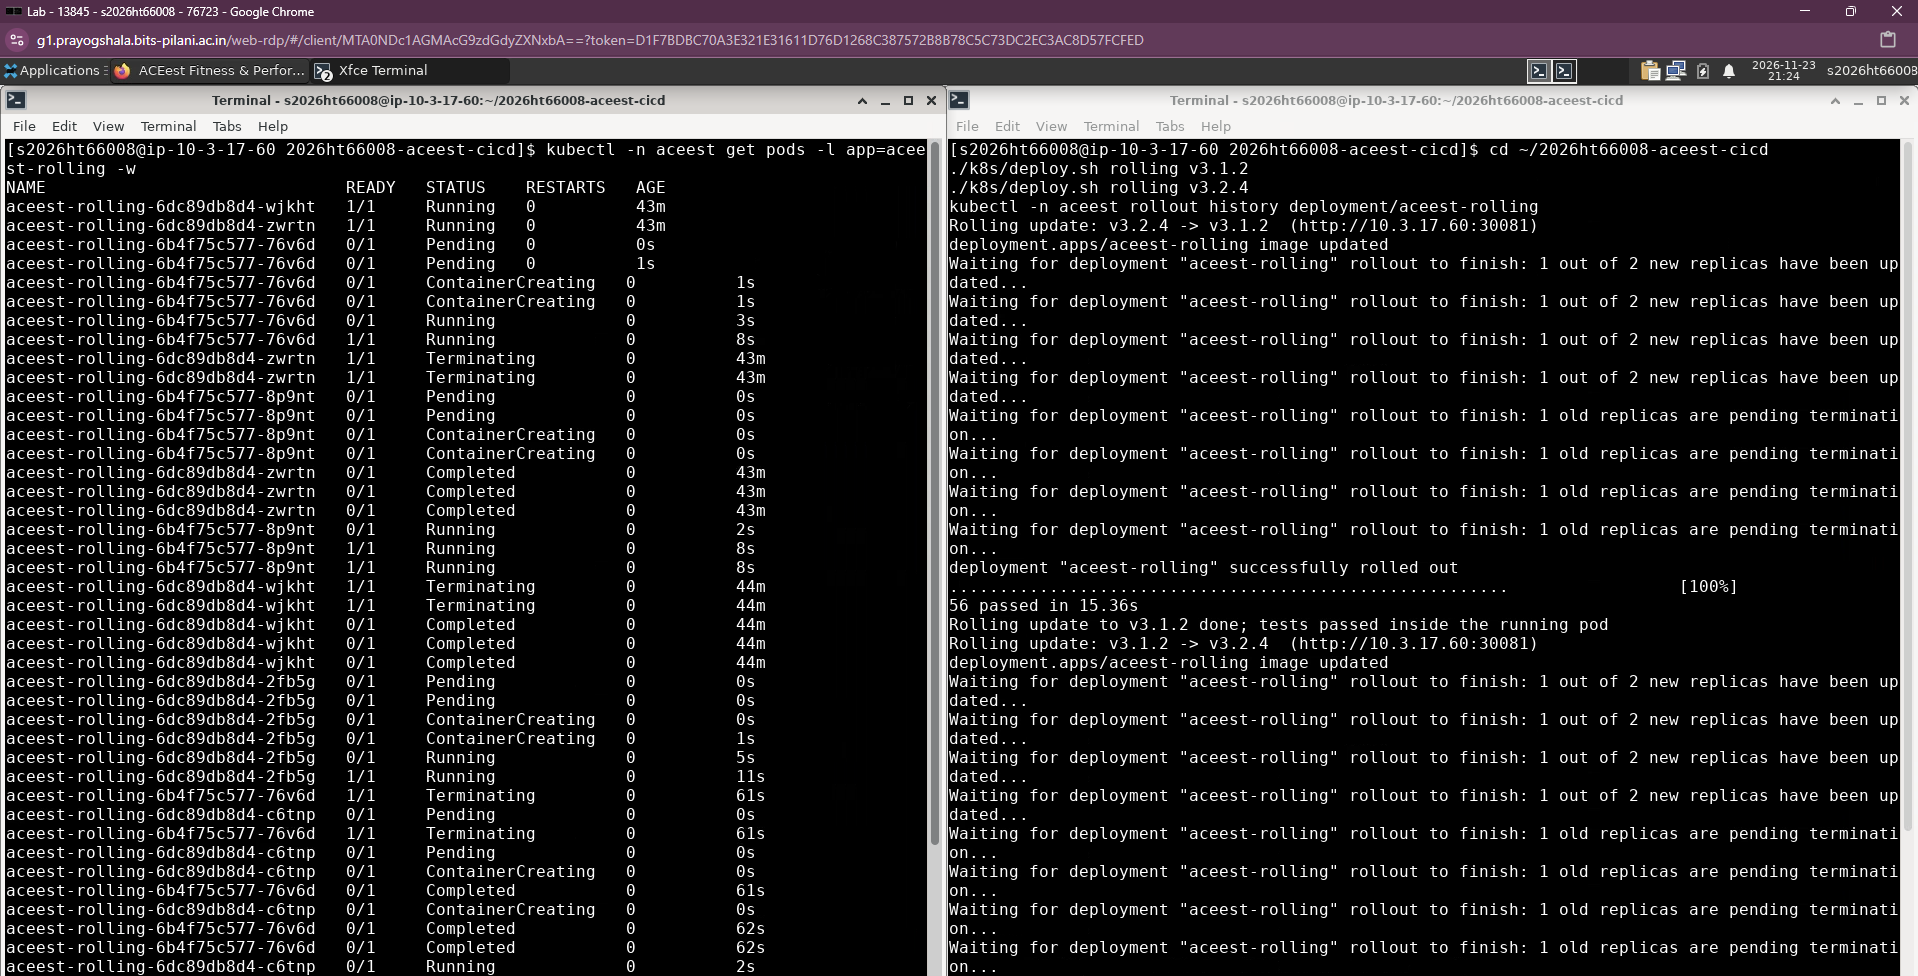 Lab - 13845 - s2026ht66008 - 76723 - Google Chrome
g1.prayogshala.bits-pilani.ac.in/web-rdp/#/client/MTA0NDc1AGMAcG9zdGdyZXNxbA==?token=D1F7BDBC70A3E321E31611D76D1268C387572B8B78C5C73DC2EC3AC8D57FCFED
Applications ACEest Fitness & Perfor... Xfce Terminal 2026-11-23 21:24 s2026ht66008
Terminal - s2026ht66008@ip-10-3-17-60:~/2026ht66008-aceest-cicd
File Edit View Terminal Tabs Help
[s2026ht66008@ip-10-3-17-60 2026ht66008-aceest-cicd]$ kubectl -n aceest get pods -l app=acee
st-rolling -w
NAME READY STATUS RESTARTS AGE
aceest-rolling-6dc89db8d4-wjkht 1/1 Running 0 43m
aceest-rolling-6dc89db8d4-zwrtn 1/1 Running 0 43m
aceest-rolling-6b4f75c577-76v6d 0/1 Pending 0 0s
aceest-rolling-6b4f75c577-76v6d 0/1 Pending 0 1s
aceest-rolling-6b4f75c577-76v6d 0/1 ContainerCreating 0 1s
aceest-rolling-6b4f75c577-76v6d 0/1 ContainerCreating 0 1s
aceest-rolling-6b4f75c577-76v6d 0/1 Running 0 3s
aceest-rolling-6b4f75c577-76v6d 1/1 Running 0 8s
aceest-rolling-6dc89db8d4-zwrtn 1/1 Terminating 0 43m
aceest-rolling-6dc89db8d4-zwrtn 1/1 Terminating 0 43m
aceest-rolling-6b4f75c577-8p9nt 0/1 Pending 0 0s
aceest-rolling-6b4f75c577-8p9nt 0/1 Pending 0 0s
aceest-rolling-6b4f75c577-8p9nt 0/1 ContainerCreating 0 0s
aceest-rolling-6b4f75c577-8p9nt 0/1 ContainerCreating 0 0s
aceest-rolling-6dc89db8d4-zwrtn 0/1 Completed 0 43m
aceest-rolling-6dc89db8d4-zwrtn 0/1 Completed 0 43m
aceest-rolling-6dc89db8d4-zwrtn 0/1 Completed 0 43m
aceest-rolling-6b4f75c577-8p9nt 0/1 Running 0 2s
aceest-rolling-6b4f75c577-8p9nt 1/1 Running 0 8s
aceest-rolling-6b4f75c577-8p9nt 1/1 Running 0 8s
aceest-rolling-6dc89db8d4-wjkht 1/1 Terminating 0 44m
aceest-rolling-6dc89db8d4-wjkht 1/1 Terminating 0 44m
aceest-rolling-6dc89db8d4-wjkht 0/1 Completed 0 44m
aceest-rolling-6dc89db8d4-wjkht 0/1 Completed 0 44m
aceest-rolling-6dc89db8d4-wjkht 0/1 Completed 0 44m
aceest-rolling-6dc89db8d4-2fb5g 0/1 Pending 0 0s
aceest-rolling-6dc89db8d4-2fb5g 0/1 Pending 0 0s
aceest-rolling-6dc89db8d4-2fb5g 0/1 ContainerCreating 0 0s
aceest-rolling-6dc89db8d4-2fb5g 0/1 ContainerCreating 0 1s
aceest-rolling-6dc89db8d4-2fb5g 0/1 Running 0 5s
aceest-rolling-6dc89db8d4-2fb5g 1/1 Running 0 11s
aceest-rolling-6b4f75c577-76v6d 1/1 Terminating 0 61s
aceest-rolling-6dc89db8d4-c6tnp 0/1 Pending 0 0s
aceest-rolling-6b4f75c577-76v6d 1/1 Terminating 0 61s
aceest-rolling-6dc89db8d4-c6tnp 0/1 Pending 0 0s
aceest-rolling-6dc89db8d4-c6tnp 0/1 ContainerCreating 0 0s
aceest-rolling-6b4f75c577-76v6d 0/1 Completed 0 61s
aceest-rolling-6dc89db8d4-c6tnp 0/1 ContainerCreating 0 0s
aceest-rolling-6b4f75c577-76v6d 0/1 Completed 0 62s
aceest-rolling-6b4f75c577-76v6d 0/1 Completed 0 62s
aceest-rolling-6dc89db8d4-c6tnp 0/1 Running 0 2s
Terminal - s2026ht66008@ip-10-3-17-60:~/2026ht66008-aceest-cicd
File Edit View Terminal Tabs Help
[s2026ht66008@ip-10-3-17-60 2026ht66008-aceest-cicd]$ cd ~/2026ht66008-aceest-cicd
./k8s/deploy.sh rolling v3.1.2
./k8s/deploy.sh rolling v3.2.4
kubectl -n aceest rollout history deployment/aceest-rolling
Rolling update: v3.2.4 -> v3.1.2 (http://10.3.17.60:30081)
deployment.apps/aceest-rolling image updated
Waiting for deployment "aceest-rolling" rollout to finish: 1 out of 2 new replicas have been up
dated...
Waiting for deployment "aceest-rolling" rollout to finish: 1 out of 2 new replicas have been up
dated...
Waiting for deployment "aceest-rolling" rollout to finish: 1 out of 2 new replicas have been up
dated...
Waiting for deployment "aceest-rolling" rollout to finish: 1 out of 2 new replicas have been up
dated...
Waiting for deployment "aceest-rolling" rollout to finish: 1 old replicas are pending terminati
on...
Waiting for deployment "aceest-rolling" rollout to finish: 1 old replicas are pending terminati
on...
Waiting for deployment "aceest-rolling" rollout to finish: 1 old replicas are pending terminati
on...
Waiting for deployment "aceest-rolling" rollout to finish: 1 old replicas are pending terminati
on...
deployment "aceest-rolling" successfully rolled out
........................................................ [100%]
56 passed in 15.36s
Rolling update to v3.1.2 done; tests passed inside the running pod
Rolling update: v3.1.2 -> v3.2.4 (http://10.3.17.60:30081)
deployment.apps/aceest-rolling image updated
Waiting for deployment "aceest-rolling" rollout to finish: 1 out of 2 new replicas have been up
dated...
Waiting for deployment "aceest-rolling" rollout to finish: 1 out of 2 new replicas have been up
dated...
Waiting for deployment "aceest-rolling" rollout to finish: 1 out of 2 new replicas have been up
dated...
Waiting for deployment "aceest-rolling" rollout to finish: 1 out of 2 new replicas have been up
dated...
Waiting for deployment "aceest-rolling" rollout to finish: 1 old replicas are pending terminati
on...
Waiting for deployment "aceest-rolling" rollout to finish: 1 old replicas are pending terminati
on...
Waiting for deployment "aceest-rolling" rollout to finish: 1 old replicas are pending terminati
on...
Waiting for deployment "aceest-rolling" rollout to finish: 1 old replicas are pending terminati
on...